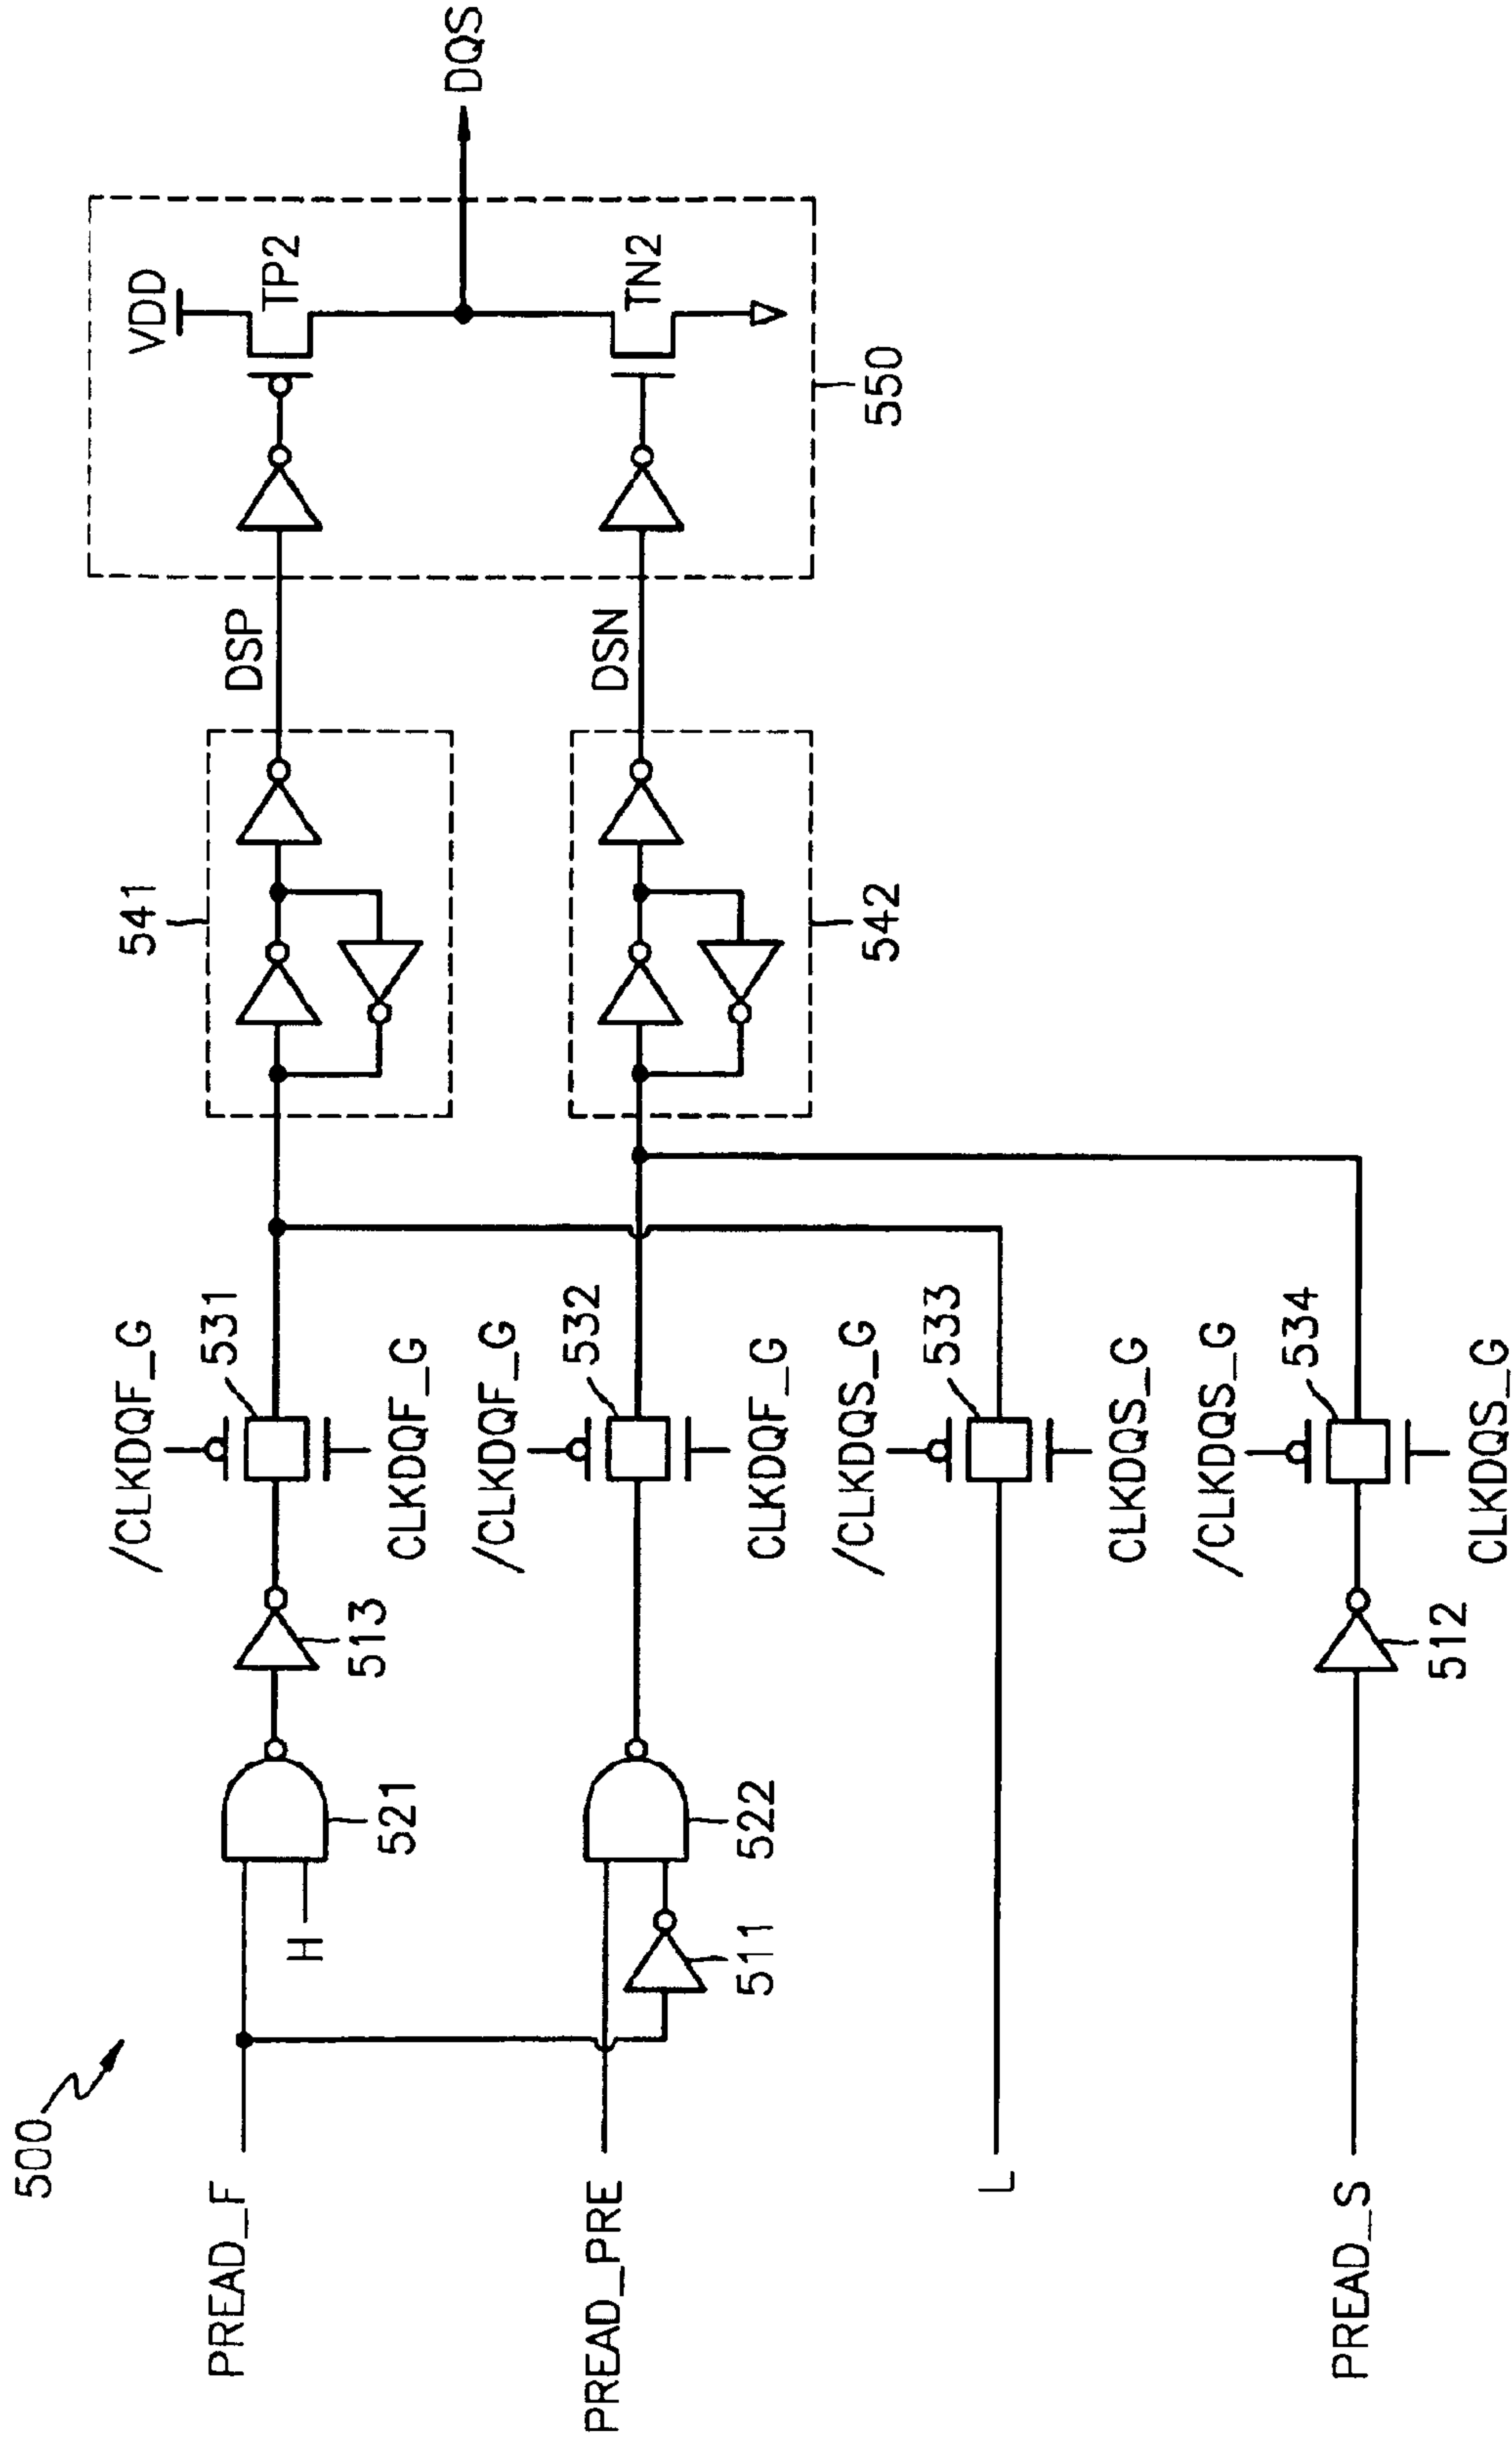 500
PREAD_F
H
521
513
/CLKDQF_G
531
CLKDQF_G
541
DSP
VDD
TP2
DQS
PREAD_PRE
511
522
/CLKDQF_G
532
CLKDQF_G
542
DSN
TN2
550
L
/CLKDQS_G
533
CLKDQS_G
PREAD_S
512
/CLKDQS_G
534
CLKDQS_G